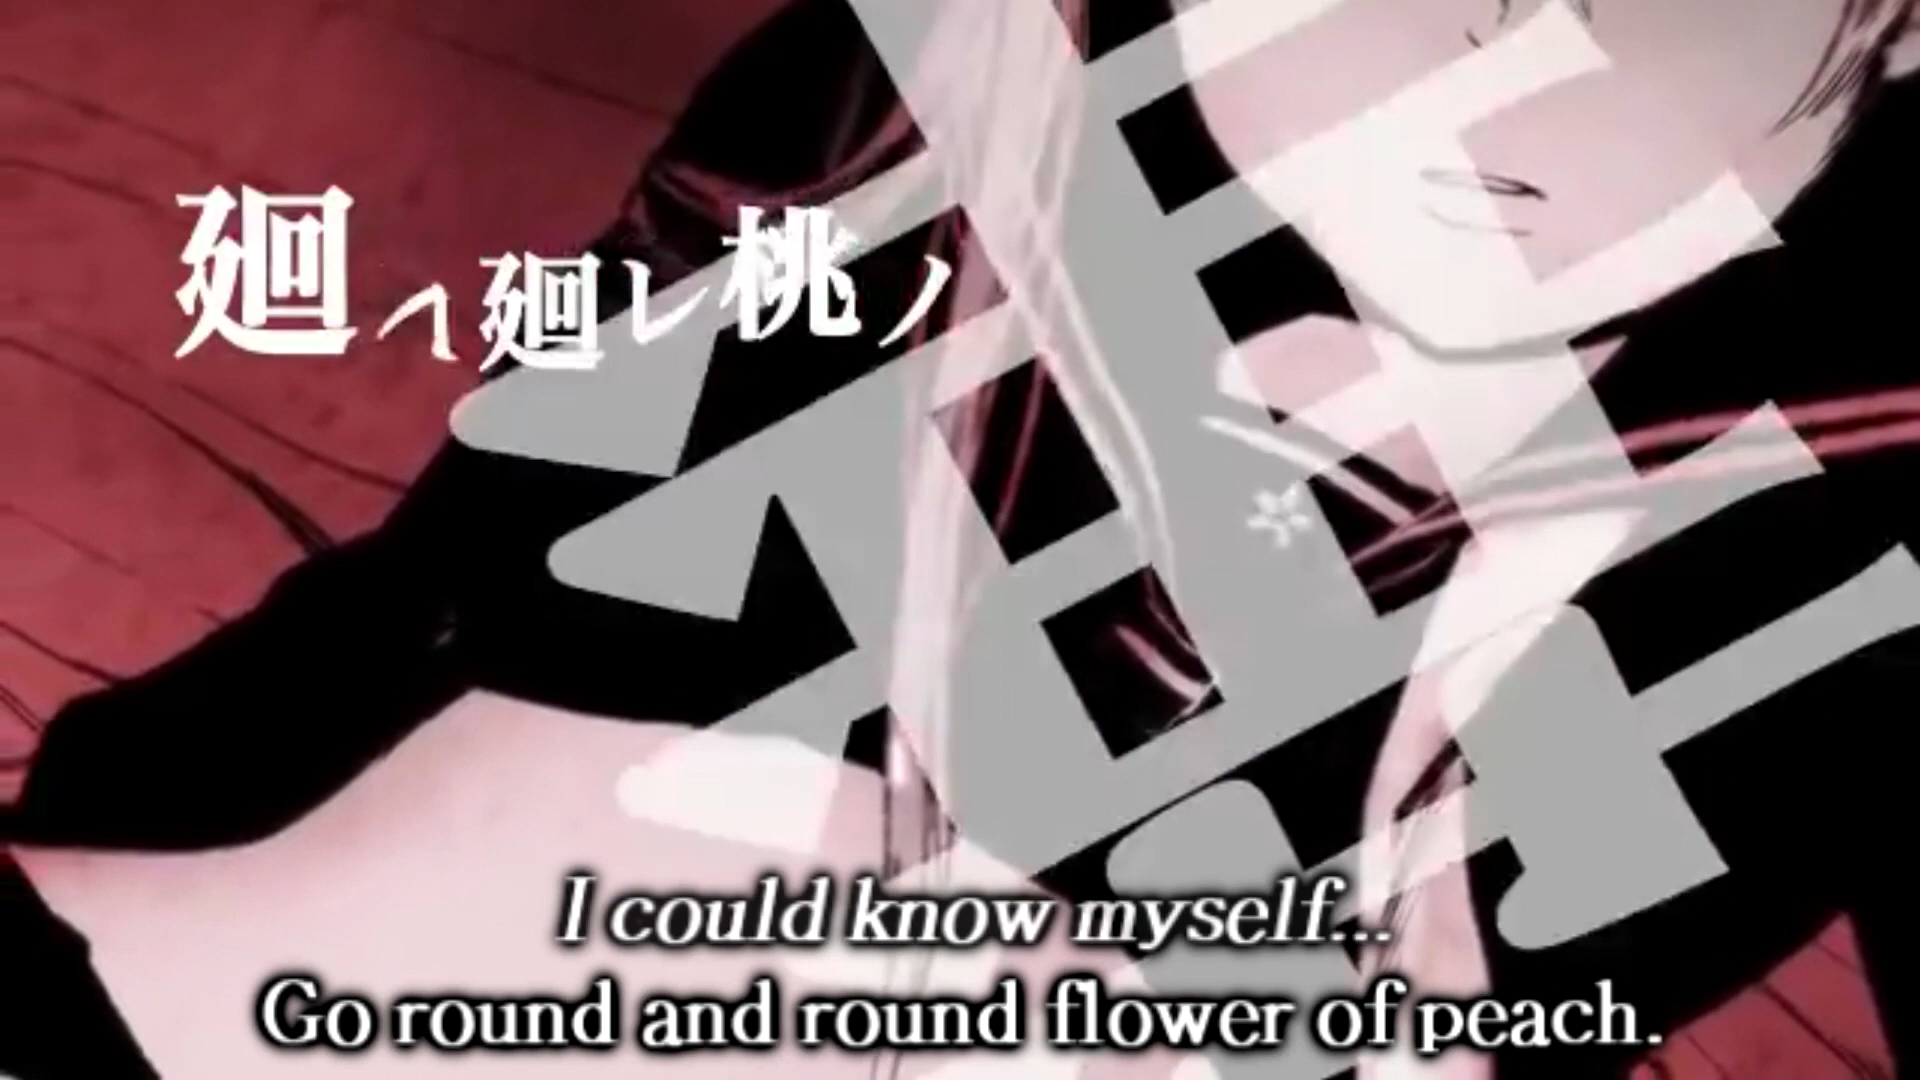 廻ヘ廻レ桃ノ
I could know myself...
Go round and round flower of peach.